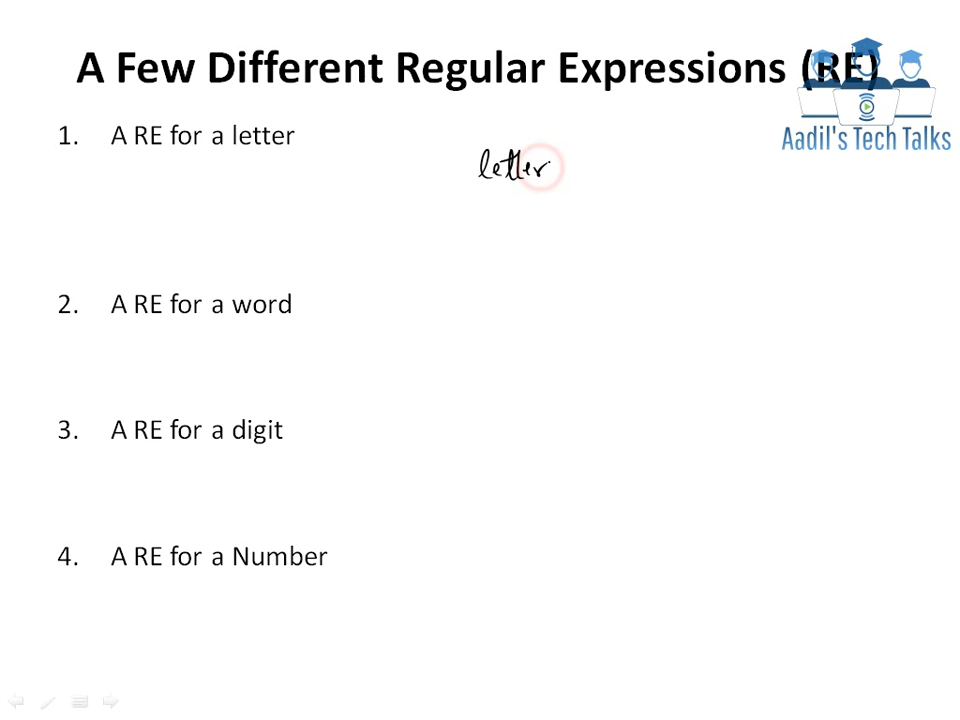 A Few Different Regular Expressions (RE)
Aadil's Tech Talks
1. A RE for a letter
letter
2. A RE for a word
3. A RE for a digit
4. A RE for a Number